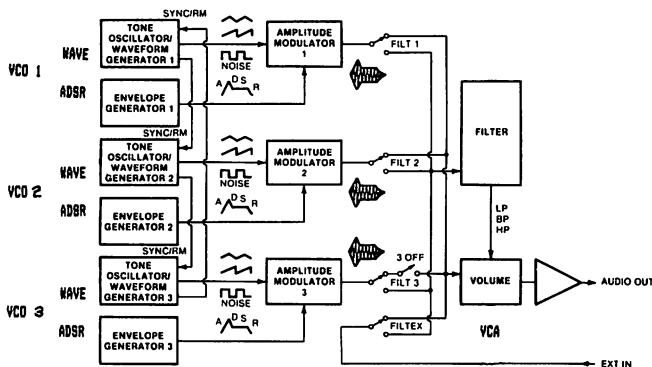 SYNC/RM
VCO 1
WAVE
TONE
OSCILLATOR/
WAVEFORM
GENERATOR 1
NOISE
AMPLITUDE
MODULATOR
1
FILT 1
ADSR
ENVELOPE
GENERATOR 1
A D S R
SYNC/RM
VCO 2
WAVE
TONE
OSCILLATOR/
WAVEFORM
GENERATOR 2
NOISE
AMPLITUDE
MODULATOR
2
FILT 2
FILTER
ADSR
ENVELOPE
GENERATOR 2
A D S R
LP
BP
HP
SYNC/RM
VCO 3
WAVE
TONE
OSCILLATOR/
WAVEFORM
GENERATOR 3
NOISE
AMPLITUDE
MODULATOR
3
3 OFF
FILT 3
VOLUME
AUDIO OUT
ADSR
ENVELOPE
GENERATOR 3
A D S R
FILTEX
VCA
EXT IN